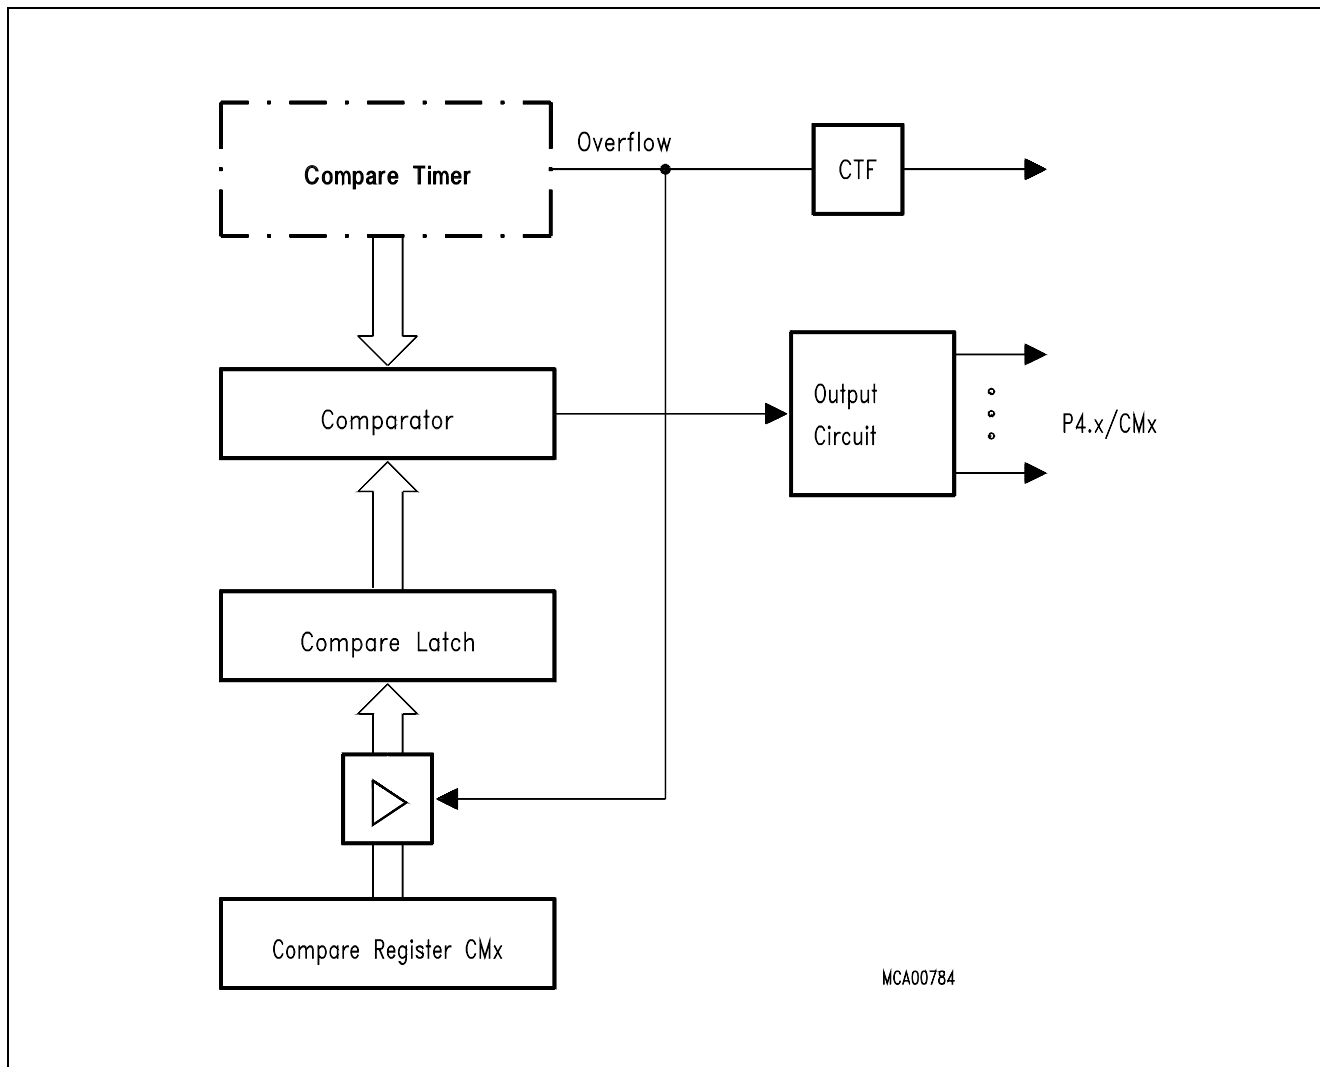 Overflow
Compare Timer
CTF
Output
Circuit
Comparator
P4.x/CMx
Compare Latch
Compare Register CMx
MCA00784